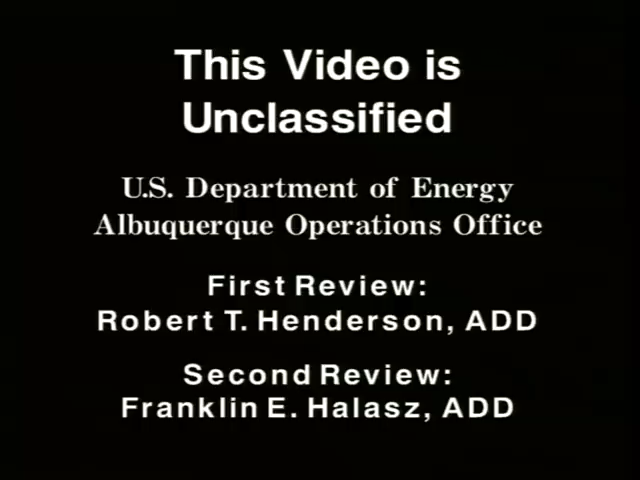 This Video is
Unclassified
U.S. Department of Energy
Albuquerque Operations Office
First Review:
Robert T. Henderson, ADD
Second Review:
Franklin E. Halasz, ADD